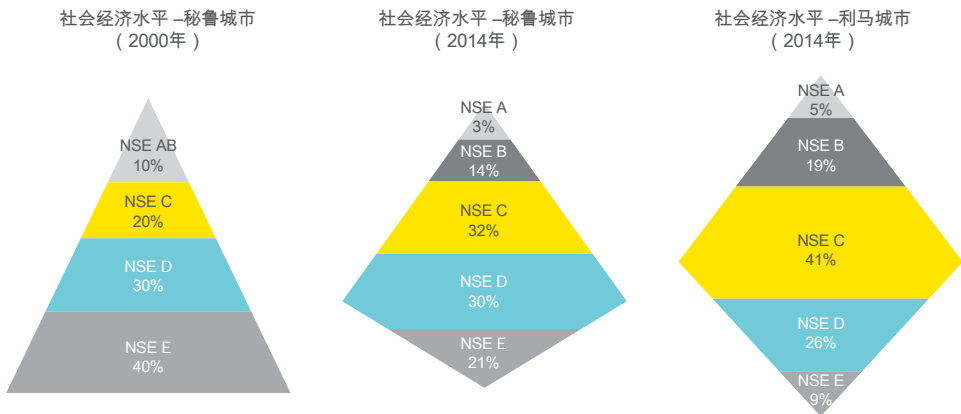 社会经济水平 –秘鲁城市
（2000年）
NSE AB
10%
NSE C
20%
NSE D
30%
NSE E
40%
社会经济水平 –秘鲁城市
（2014年）
NSE A
3%
NSE B
14%
NSE C
32%
NSE D
30%
NSE E
21%
社会经济水平 –利马城市
（2014年）
NSE A
5%
NSE B
19%
NSE C
41%
NSE D
26%
NSE E
9%